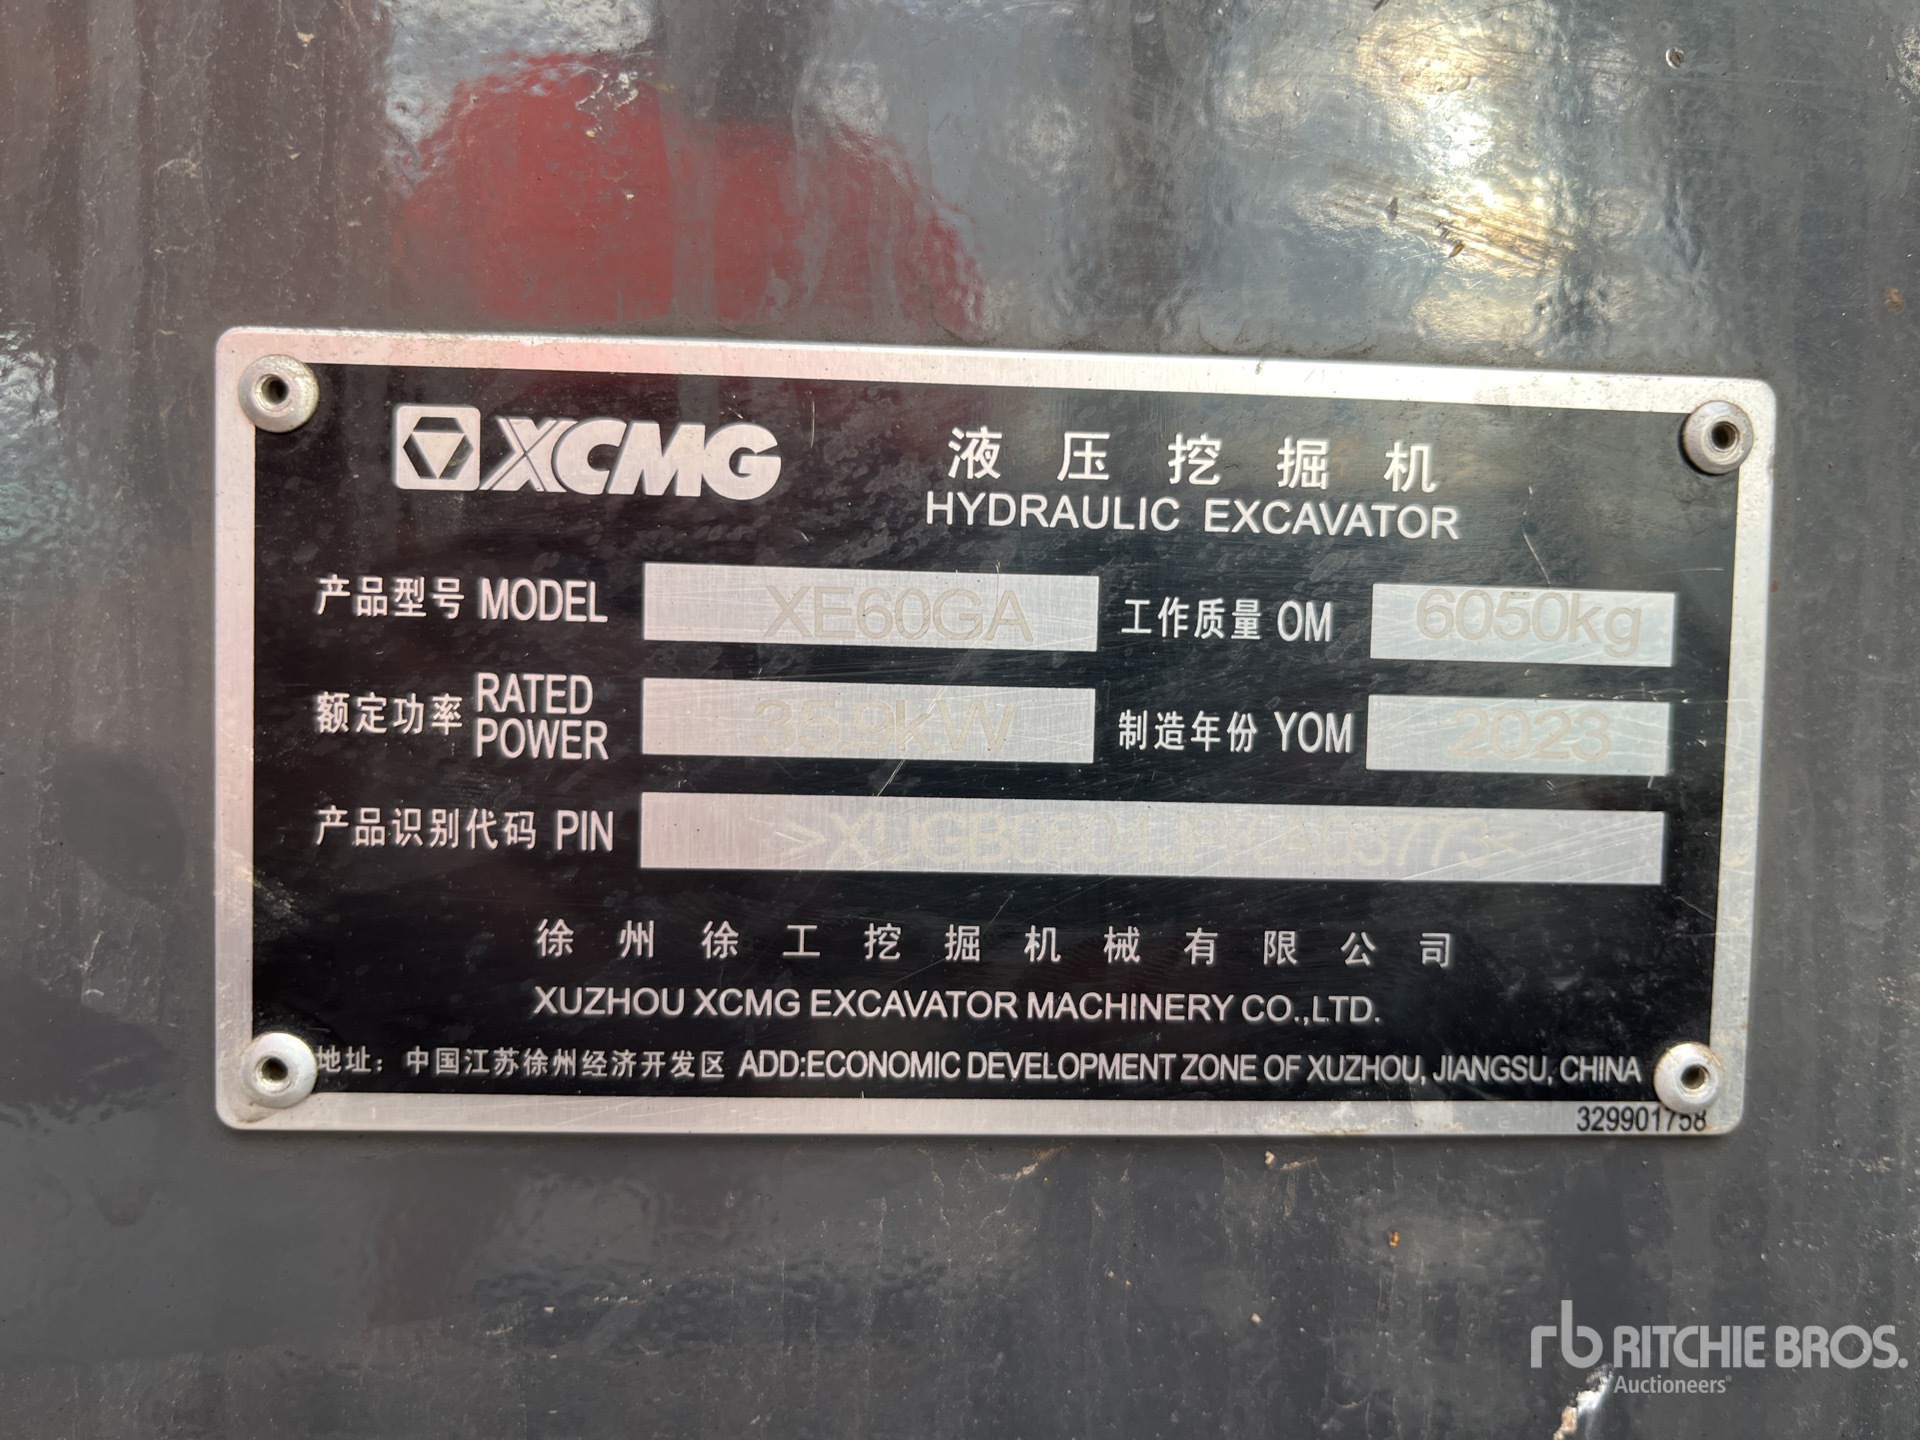 XCMG
液压挖掘机
HYDRAULIC EXCAVATOR
产品型号 MODEL XE60GA 工作质量 OM 6050kg
额定功率 RATED POWER 35.9kW 制造年份 YOM 2023
产品识别代码 PIN
徐州徐工挖掘机械有限公司
XUZHOU XCMG EXCAVATOR MACHINERY CO.,LTD.
地址：中国江苏徐州经济开发区 ADD:ECONOMIC DEVELOPMENT ZONE OF XUZHOU, JIANGSU, CHINA
329901758
rb RITCHIE BROS.
Auctioneers